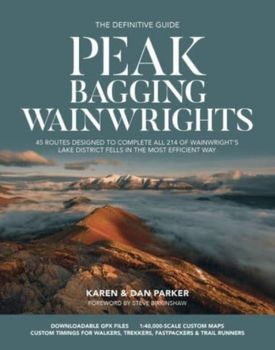 THE DEFINITIVE GUIDE
PEAK
BAGGING
WAINWRIGHTS
45 ROUTES DESIGNED TO COMPLETE ALL 214 OF WAINWRIGHT'S
LAKE DISTRICT FELLS IN THE MOST EFFICIENT WAY
KAREN & DAN PARKER
FOREWORD BY STEVE BIRKINSHAW
DOWNLOADABLE GPX FILES 1:40,000-SCALE CUSTOM MAPS
CUSTOM TIMINGS FOR WALKERS, TREKKERS, FASTPACKERS & TRAIL RUNNERS